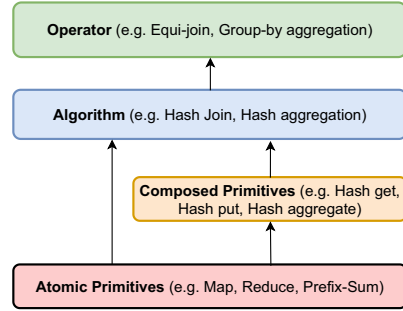 Operator (e.g. Equi-join, Group-by aggregation)
Algorithm (e.g. Hash Join, Hash aggregation)
Composed Primitives (e.g. Hash get,
Hash put, Hash aggregate)
Atomic Primitives (e.g. Map, Reduce, Prefix-Sum)